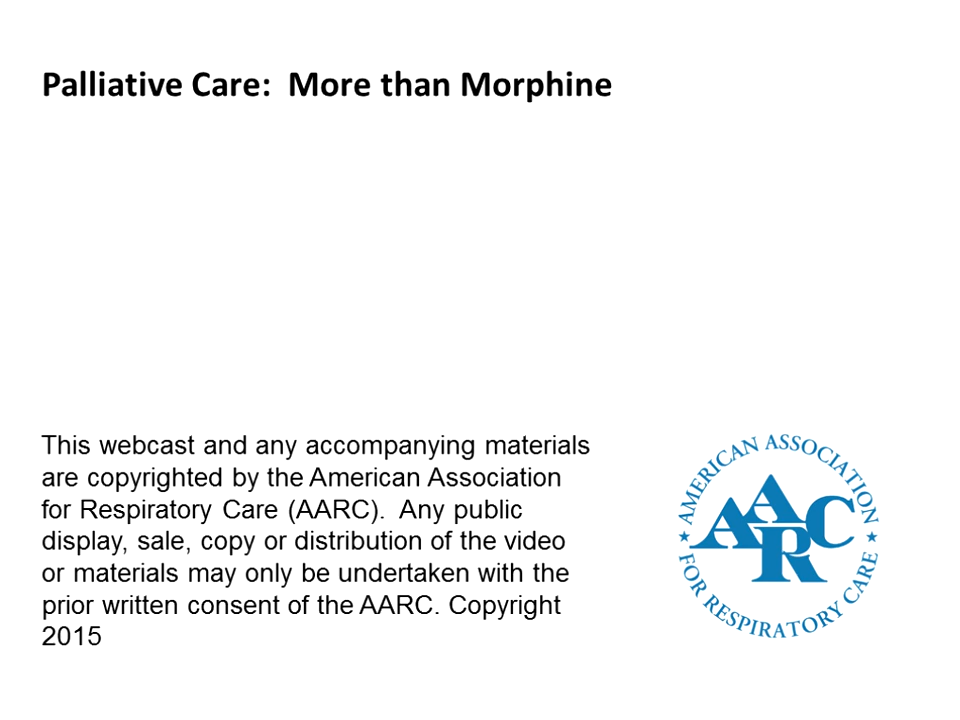 Palliative Care:  More than Morphine
This webcast and any accompanying materials
are copyrighted by the American Association
for Respiratory Care (AARC).  Any public
display, sale, copy or distribution of the video
or materials may only be undertaken with the
prior written consent of the AARC. Copyright
2015
AMERICAN ASSOCIATION
AARC
FOR RESPIRATORY CARE